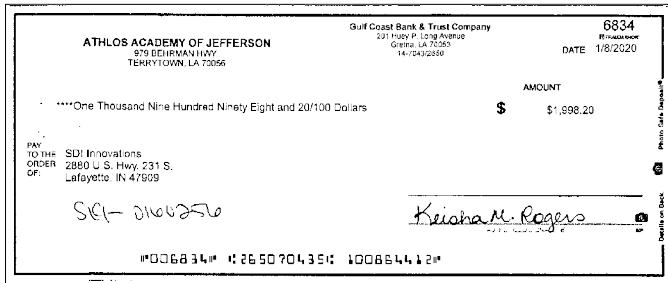 6834
Gulf Coast Bank & Trust Company
201 Huey P. Long Avenue
Gretna, LA 70053
14-7043/2650
ATHLOS ACADEMY OF JEFFERSON
979 BEHRMAN HWY
TERRYTOWN, LA 70056
DATE 1/8/2020
AMOUNT
****One Thousand Nine Hundred Ninety Eight and 20/100 Dollars
$ $1,998.20
PAY
TO THE
ORDER
OF:
SDI Innovations
2880 U.S. Hwy. 231 S.
Lafayette, IN 47909
Keisha M. Rogers
Photo Safe Deposit
Details on Back
⑈006834⑈ ⑆265070435⑆ 100864412⑈